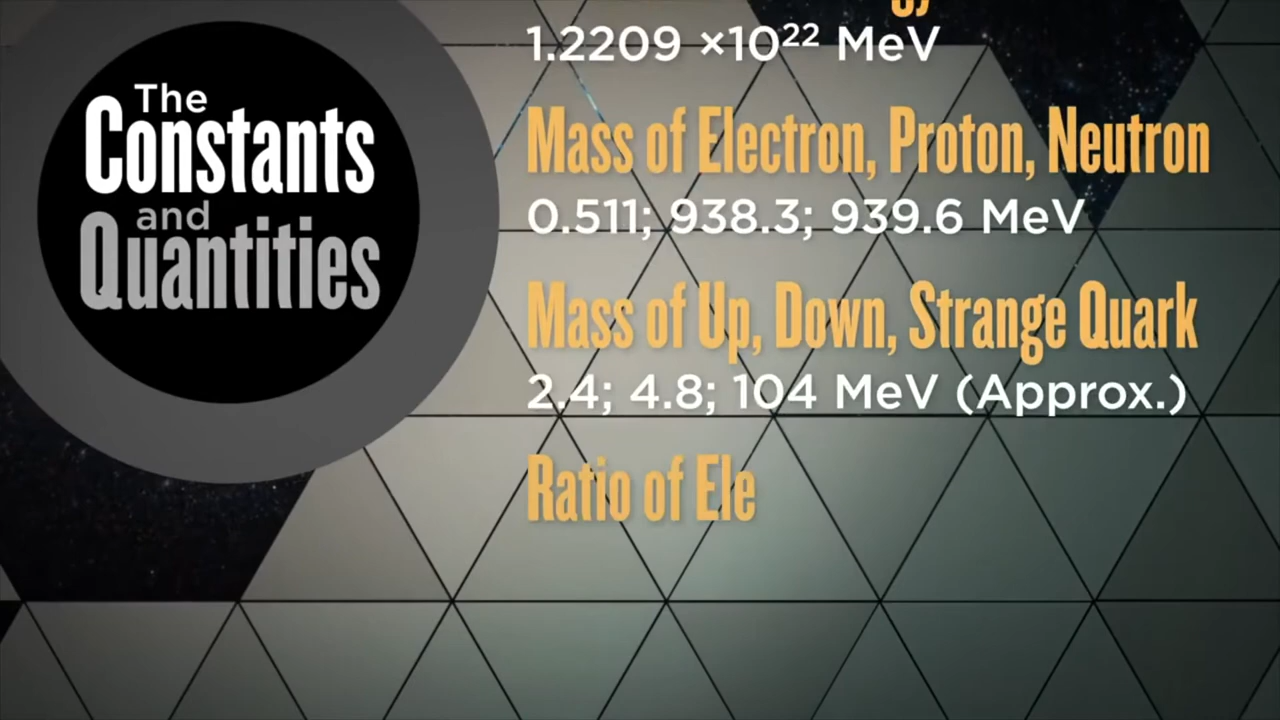 The
Constants
and
Quantities
1.2209 ×10²² MeV
Mass of Electron, Proton, Neutron
0.511; 938.3; 939.6 MeV
Mass of Up, Down, Strange Quark
2.4; 4.8; 104 MeV (Approx.)
Ratio of Ele